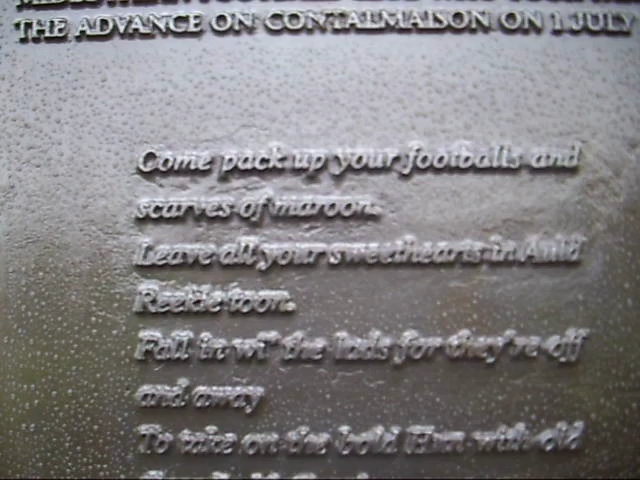 THE ADVANCE ON CONTALMAISON ON 1 JULY
Come pack up your footballs and
scarves of maroon.
Leave all your sweethearts in Auld
Reekie toon.
Fall in wi' the lads for they're off
and away
To take on the bold Hun with old